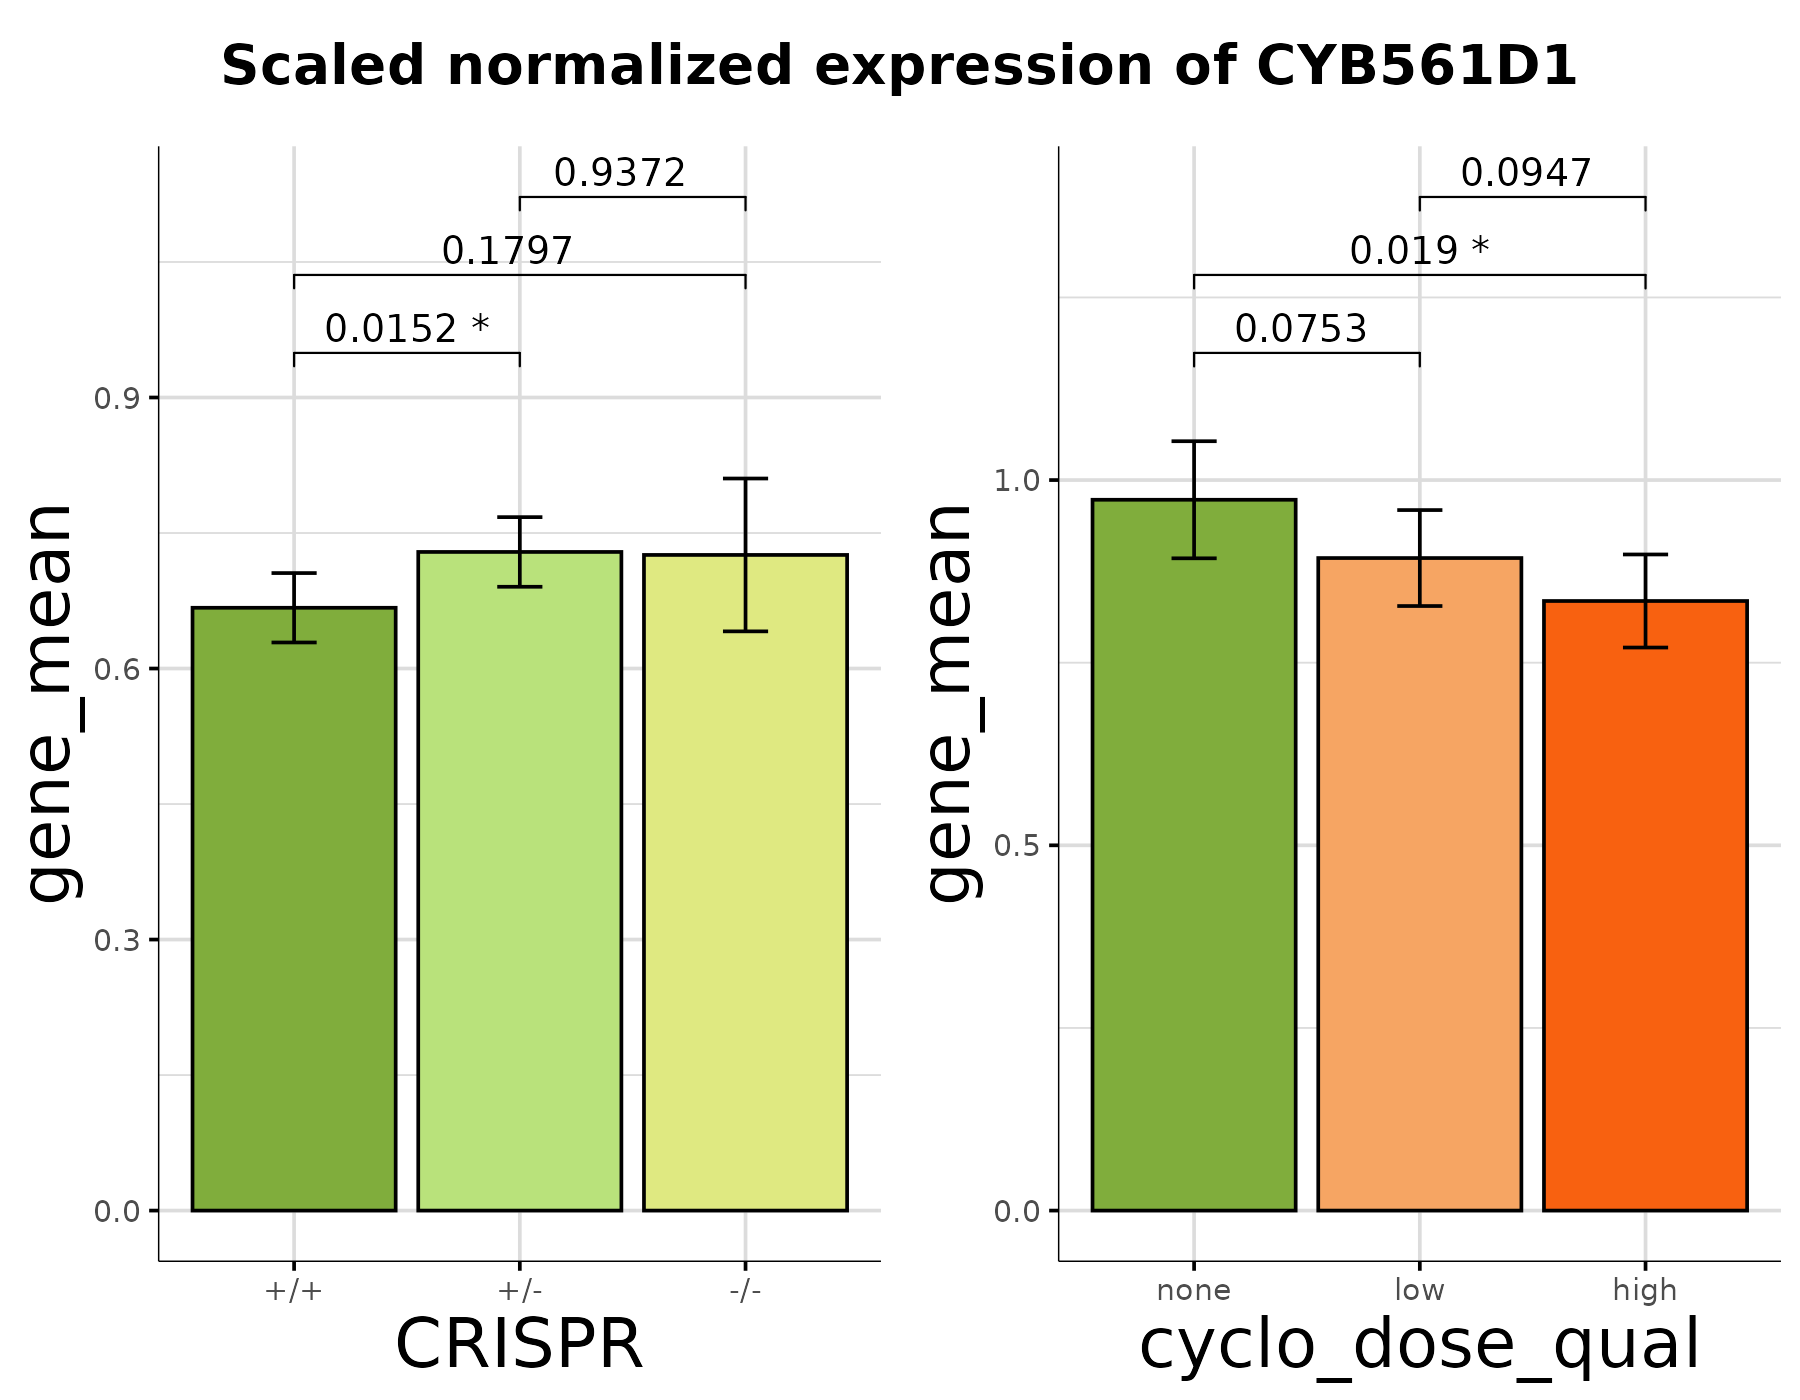 Scaled normalized expression of CYB561D1
gene_mean
0.9
0.6
0.3
0.0
0.9372
0.1797
0.0152 *
+/+ +/- -/-
CRISPR
gene_mean
1.0
0.5
0.0
0.0947
0.019 *
0.0753
none low high
cyclo_dose_qual